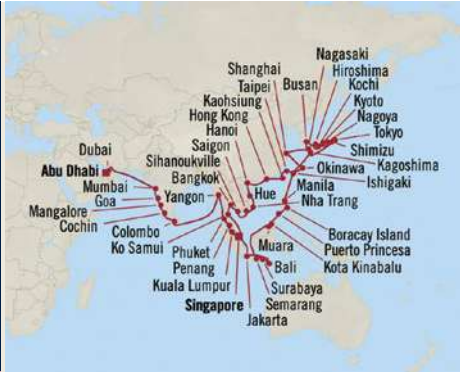 Nagasaki
Shanghai
Hiroshima
Taipei
Busan
Kochi
Kaohsiung
Kyoto
Hong Kong
Nagoya
Hanoi
Tokyo
Saigon
Shimizu
Dubai
Sihanoukville
Kagoshima
Abu Dhabi
Bangkok
Okinawa
Mumbai
Yangon
Hue
Manila
Ishigaki
Goa
Nha Trang
Mangalore
Cochin
Colombo
Boracay Island
Ko Samui
Muara
Puerto Princesa
Phuket
Bali
Kota Kinabalu
Penang
Kuala Lumpur
Surabaya
Singapore
Semarang
Jakarta